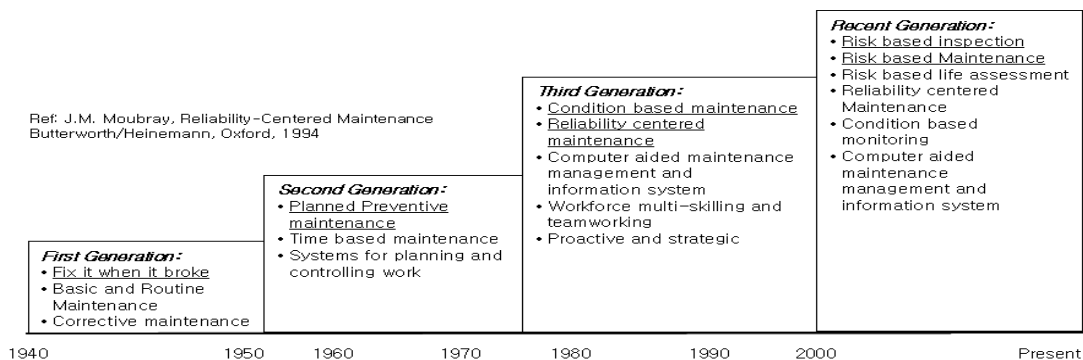 Ref: J.M. Moubray, Reliability-Centered Maintenance
Butterworth/Heinemann, Oxford, 1994
First Generation:
• Fix it when it broke
• Basic and Routine
Maintenance
• Corrective maintenance
Second Generation:
• Planned Preventive
maintenance
• Time based maintenance
• Systems for planning and
controlling work
Third Generation:
• Condition based maintenance
• Reliability centered
maintenance
• Computer aided maintenance
management and
information system
• Workforce multi-skilling and
teamworking
• Proactive and strategic
Recent Generation:
• Risk based inspection
• Risk based Maintenance
• Risk based life assessment
• Reliability centered
Maintenance
• Condition based
monitoring
• Computer aided
maintenance
management and
information system
1940 1950 1960 1970 1980 1990 2000 Present